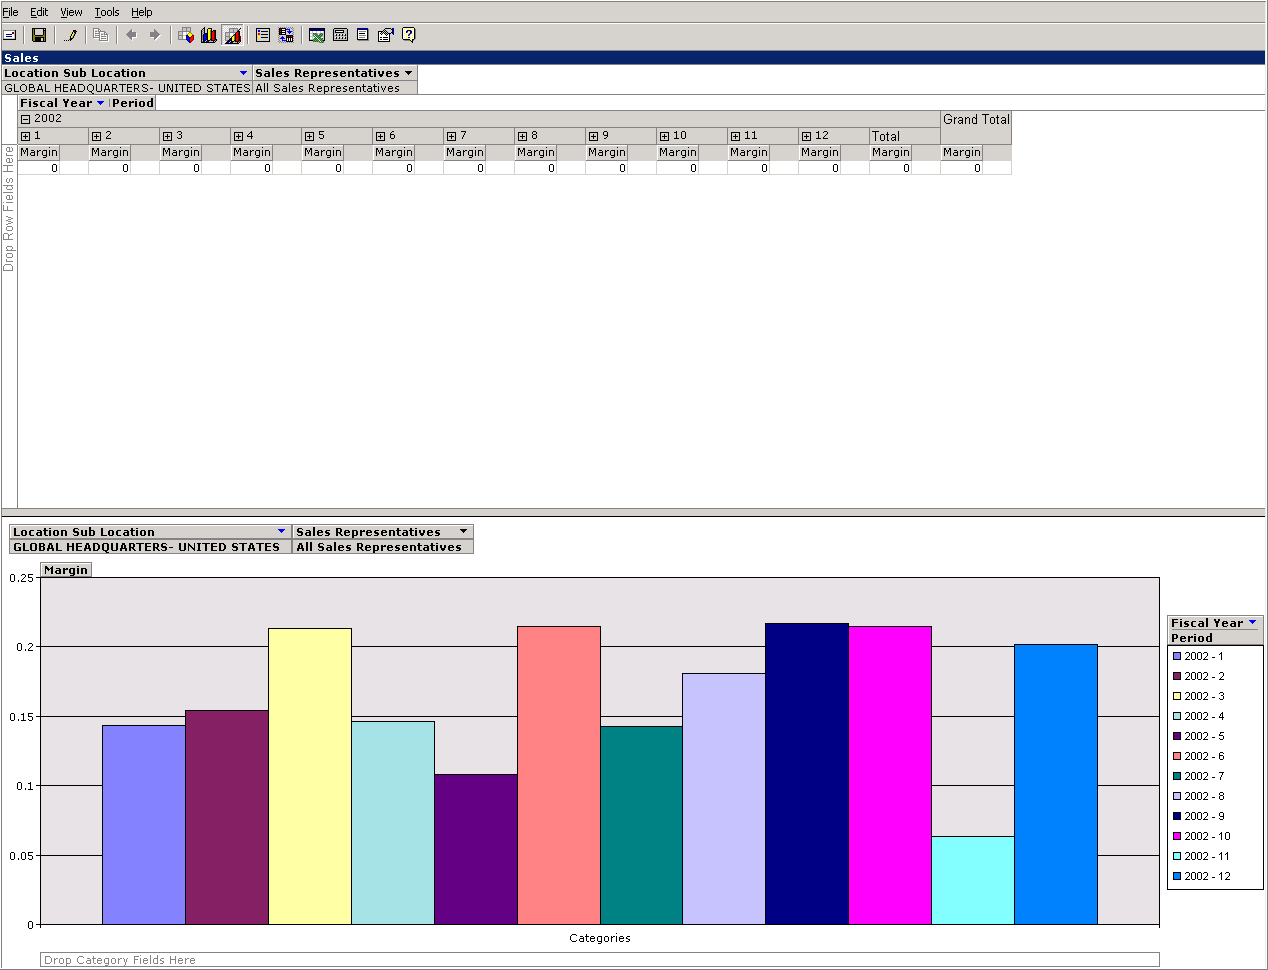 File Edit View Tools Help
Sales
Location Sub Location Sales Representatives
GLOBAL HEADQUARTERS- UNITED STATES All Sales Representatives
Fiscal Year Period
2002 Grand Total
1 2 3 4 5 6 7 8 9 10 11 12 Total
Margin Margin Margin Margin Margin Margin Margin Margin Margin Margin Margin Margin Margin Margin
0 0 0 0 0 0 0 0 0 0 0 0 0 0
Drop Row Fields Here
Location Sub Location Sales Representatives
GLOBAL HEADQUARTERS- UNITED STATES All Sales Representatives
Margin
0.25
0.2
0.15
0.1
0.05
0
Categories
Drop Category Fields Here
Fiscal Year
Period
2002 - 1
2002 - 2
2002 - 3
2002 - 4
2002 - 5
2002 - 6
2002 - 7
2002 - 8
2002 - 9
2002 - 10
2002 - 11
2002 - 12